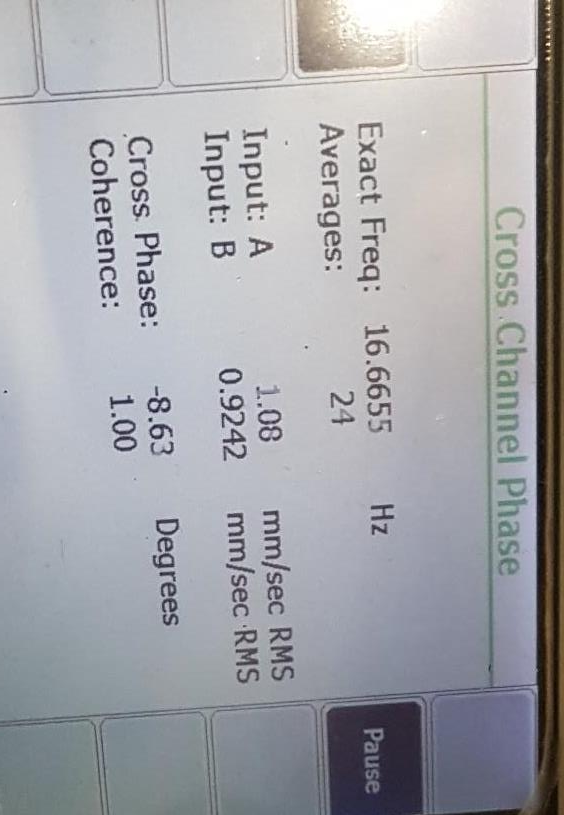 Cross Channel Phase
Exact Freq: 16.6655 Hz
Averages: 24
Input: A 1.08 mm/sec RMS
Input: B 0.9242 mm/sec RMS
Cross Phase: -8.63 Degrees
Coherence: 1.00
Pause